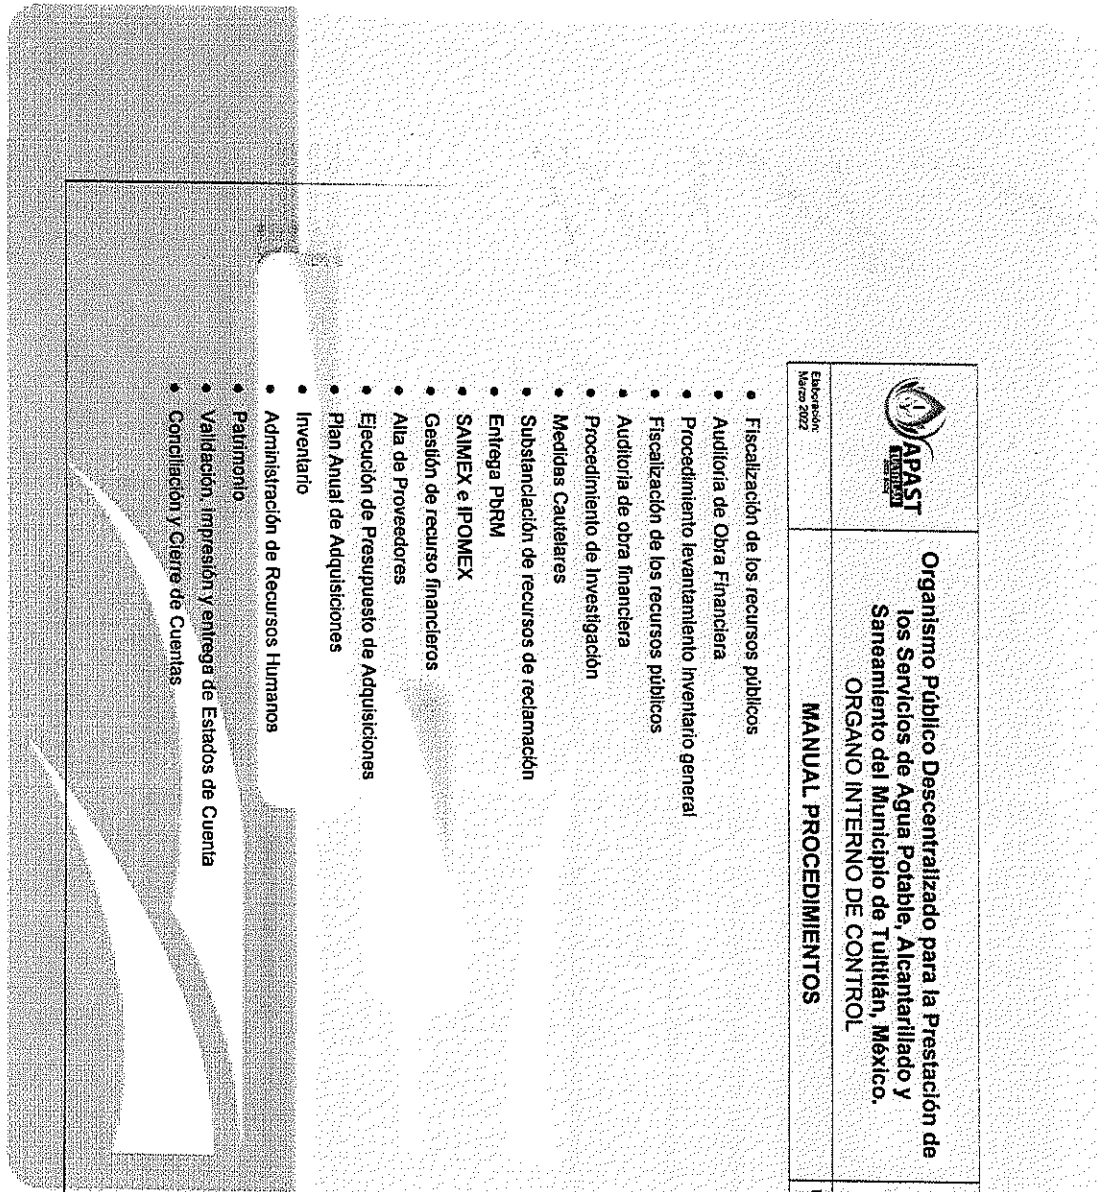 APAST
TULTITLÁN
Organismo Público Descentralizado para la Prestación de
los Servicios de Agua Potable, Alcantarillado y
Saneamiento del Municipio de Tultitlán, México.
ORGANO INTERNO DE CONTROL
Elaboración:
Marzo 2022
MANUAL PROCEDIMIENTOS
• Fiscalización de los recursos públicos
• Auditoria de Obra Financiera
• Procedimiento levantamiento inventario general
• Fiscalización de los recursos públicos
• Auditoria de obra financiera
• Procedimiento de Investigación
• Medidas Cautelares
• Substanciación de recursos de reclamación
• Entrega PbRM
• SAIMEX e IPOMEX
• Gestión de recurso financieros
• Alta de Proveedores
• Ejecución de Presupuesto de Adquisiciones
• Plan Anual de Adquisiciones
• Inventario
• Administración de Recursos Humanos
• Patrimonio
• Validación, impresión y entrega de Estados de Cuenta
• Conciliación y Cierre de Cuentas